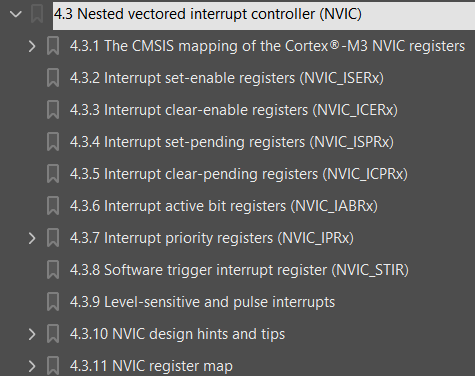 4.3 Nested vectored interrupt controller (NVIC)
4.3.1 The CMSIS mapping of the Cortex®-M3 NVIC registers
4.3.2 Interrupt set-enable registers (NVIC_ISERx)
4.3.3 Interrupt clear-enable registers (NVIC_ICERx)
4.3.4 Interrupt set-pending registers (NVIC_ISPRx)
4.3.5 Interrupt clear-pending registers (NVIC_ICPRx)
4.3.6 Interrupt active bit registers (NVIC_IABRx)
4.3.7 Interrupt priority registers (NVIC_IPRx)
4.3.8 Software trigger interrupt register (NVIC_STIR)
4.3.9 Level-sensitive and pulse interrupts
4.3.10 NVIC design hints and tips
4.3.11 NVIC register map